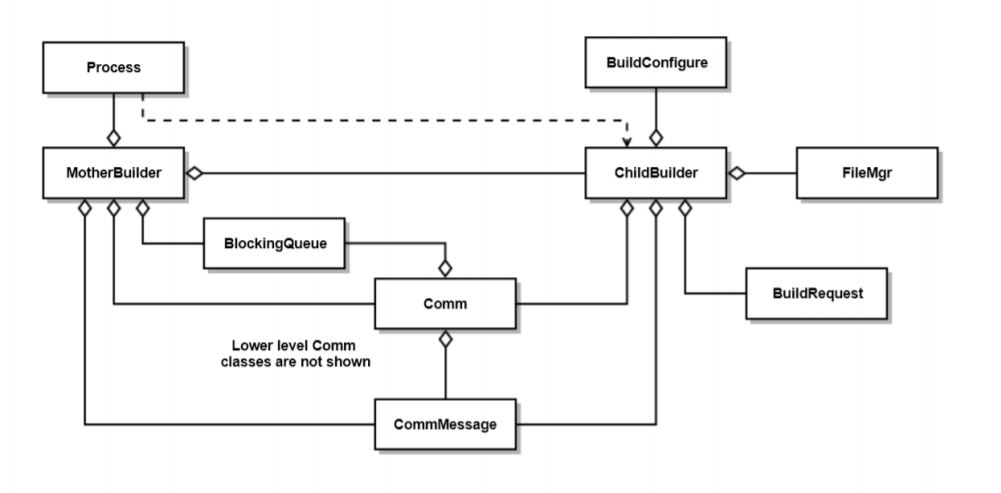 BuildConfigure
Process
MotherBuilder
ChildBuilder
FileMgr
BlockingQueue
BuildRequest
Comm
Lower level Comm
classes are not shown
CommMessage